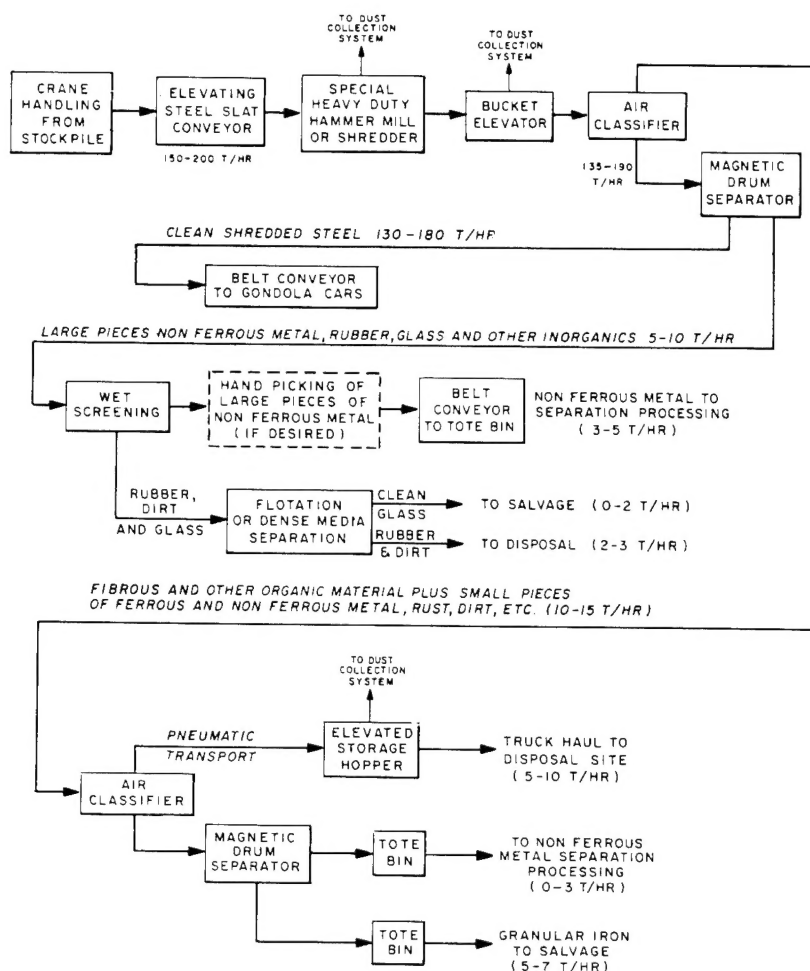 TO DUST
COLLECTION
SYSTEM
TO DUST
COLLECTION
SYSTEM
CRANE
HANDLING
FROM
STOCKPILE
ELEVATING
STEEL SLAT
CONVEYOR
150-200 T/HR
SPECIAL
HEAVY DUTY
HAMMER MILL
OR SHREDDER
BUCKET
ELEVATOR
AIR
CLASSIFIER
135-190
T/HR
MAGNETIC
DRUM
SEPARATOR
CLEAN SHREDDED STEEL 130-180 T/HR
BELT CONVEYOR
TO GONDOLA CARS
LARGE PIECES NON FERROUS METAL, RUBBER, GLASS AND OTHER INORGANICS 5-10 T/HR
WET
SCREENING
HAND PICKING OF
LARGE PIECES OF
NON FERROUS METAL
(IF DESIRED)
BELT
CONVEYOR
TO TOTE BIN
NON FERROUS METAL TO
SEPARATION PROCESSING
(3-5 T/HR)
RUBBER,
DIRT
AND GLASS
FLOTATION
OR DENSE MEDIA
SEPARATION
CLEAN
GLASS
TO SALVAGE (0-2 T/HR)
RUBBER
& DIRT
TO DISPOSAL (2-3 T/HR)
FIBROUS AND OTHER ORGANIC MATERIAL PLUS SMALL PIECES
OF FERROUS AND NON FERROUS METAL, RUST, DIRT, ETC. (10-15 T/HR)
TO DUST
COLLECTION
SYSTEM
PNEUMATIC
TRANSPORT
ELEVATED
STORAGE
HOPPER
TRUCK HAUL TO
DISPOSAL SITE
(5-10 T/HR)
AIR
CLASSIFIER
MAGNETIC
DRUM
SEPARATOR
TOTE
BIN
TO NON FERROUS
METAL SEPARATION
PROCESSING
(0-3 T/HR)
TOTE
BIN
GRANULAR IRON
TO SALVAGE
(5-7 T/HR)